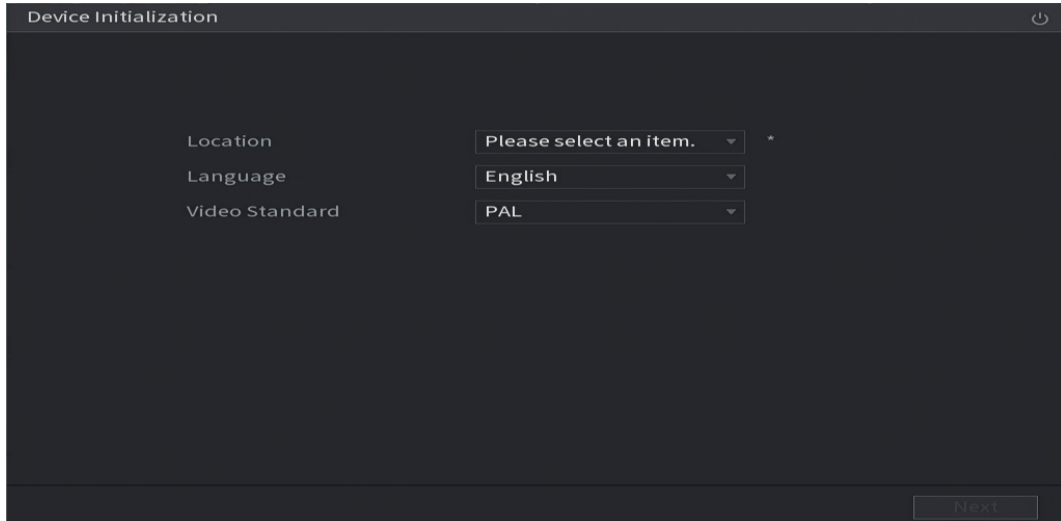 Device Initialization
Location Please select an item. *
Language English
Video Standard PAL
Next